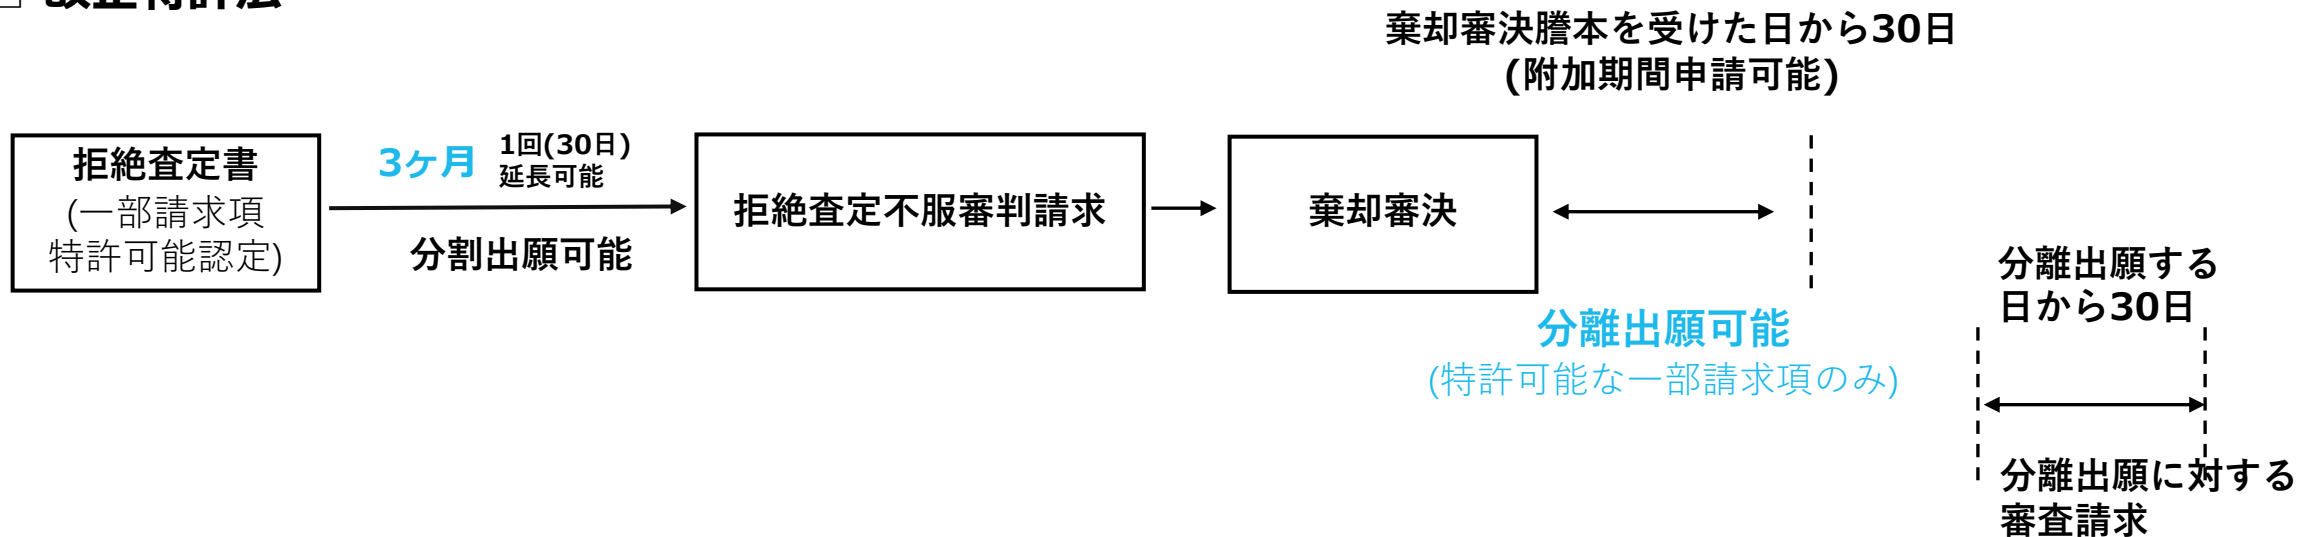 改正特許法
棄却審決謄本を受けた日から30日
(附加期間申請可能)
拒絶査定書
(一部請求項
特許可能認定)
3ヶ月
1回(30日)
延長可能
分割出願可能
拒絶査定不服審判請求
棄却審決
分離出願可能
(特許可能な一部請求項のみ)
分離出願する
日から30日
分離出願に対する
審査請求